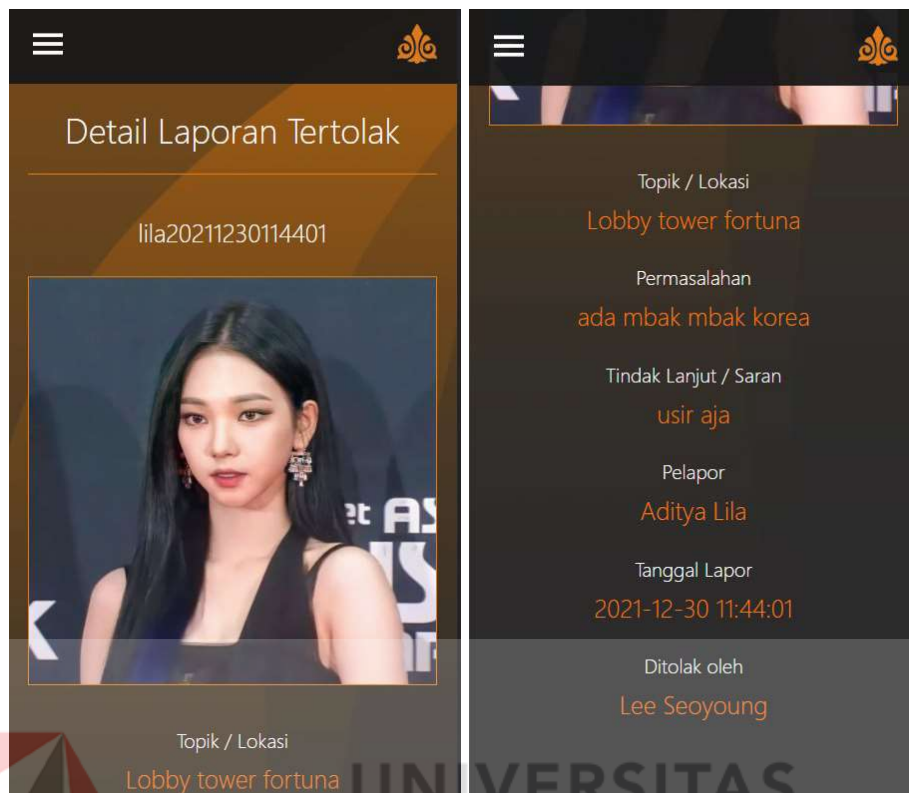 Detail Laporan Tertolak
lila20211230114401
et AS
K
Topik / Lokasi
Lobby tower fortuna
Topik / Lokasi
Lobby tower fortuna
Permasalahan
ada mbak mbak korea
Tindak Lanjut / Saran
usir aja
Pelapor
Aditya Lila
Tanggal Lapor
2021-12-30 11:44:01
Ditolak oleh
Lee Seoyoung
UNIVERSITAS